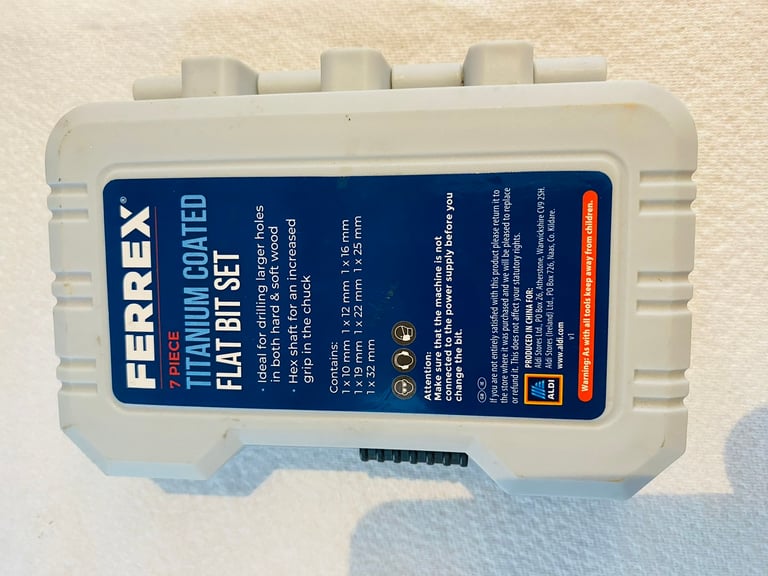 FERREX®
7 PIECE
TITANIUM COATED
FLAT BIT SET
• Ideal for drilling larger holes
in both hard & soft wood
• Hex shaft for an increased
grip in the chuck
Contains:
1 x 10 mm 1 x 12 mm 1 x 16 mm
1 x 19 mm 1 x 22 mm 1 x 25 mm
1 x 32 mm
Attention:
Make sure that the machine is not
connected to the power supply before you
change the bit.
GB IE
If you are not entirely satisfied with this product please return it to
the store where it was purchased and we will be pleased to replace
or refund it. This does not affect your statutory rights.
PRODUCED IN CHINA FOR:
Aldi Stores Ltd., PO Box 26, Atherstone, Warwickshire CV9 2SH.
Aldi Stores (Ireland) Ltd., PO Box 726, Naas, Co. Kildare.
www.aldi.com
v1
ALDI
Warning: As with all tools keep away from children.